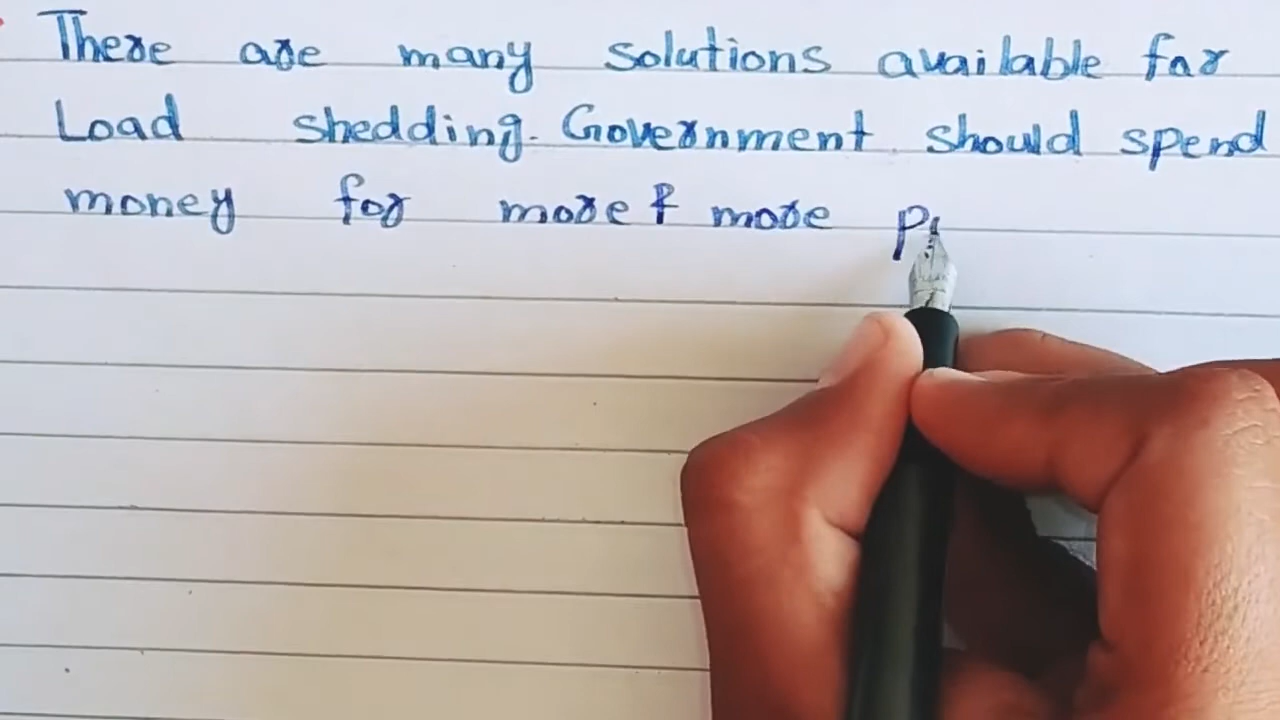 There are many solutions available for
Load shedding. Government should spend
money for more & more p